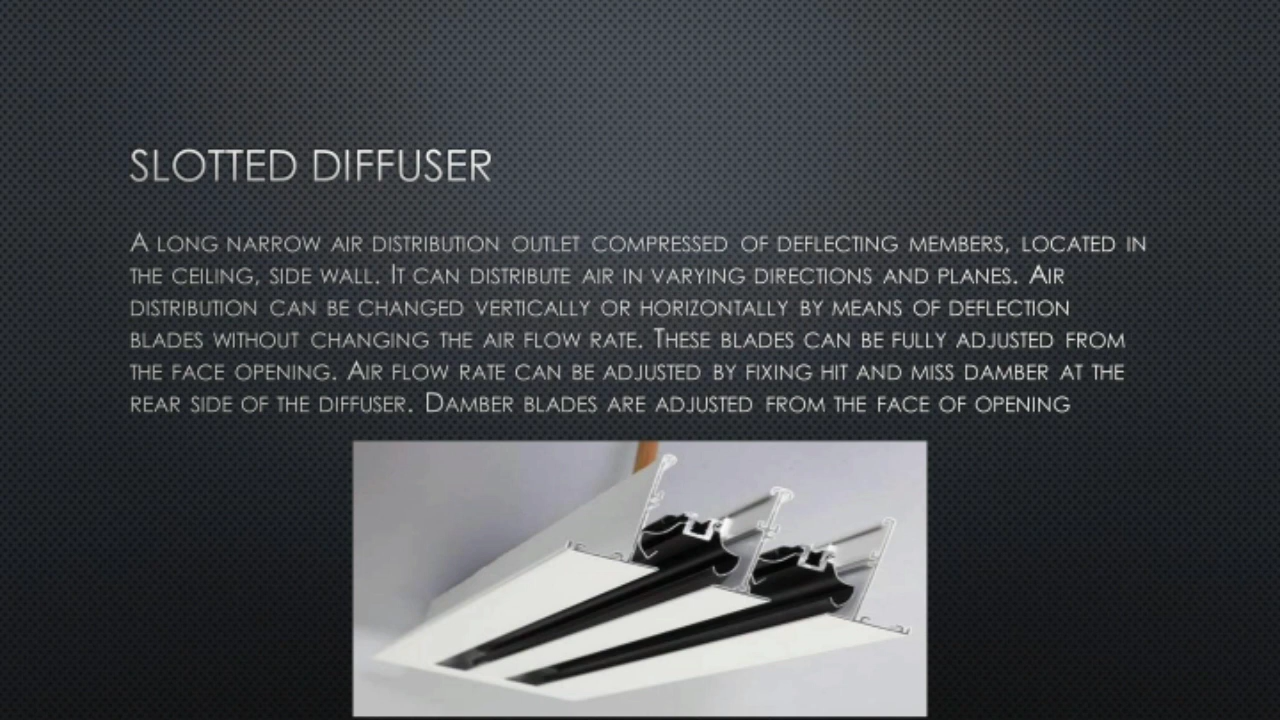 SLOTTED DIFFUSER
A LONG NARROW AIR DISTRIBUTION OUTLET COMPRESSED OF DEFLECTING MEMBERS, LOCATED IN
THE CEILING, SIDE WALL. IT CAN DISTRIBUTE AIR IN VARYING DIRECTIONS AND PLANES. AIR
DISTRIBUTION CAN BE CHANGED VERTICALLY OR HORIZONTALLY BY MEANS OF DEFLECTION
BLADES WITHOUT CHANGING THE AIR FLOW RATE. THESE BLADES CAN BE FULLY ADJUSTED FROM
THE FACE OPENING. AIR FLOW RATE CAN BE ADJUSTED BY FIXING HIT AND MISS DAMBER AT THE
REAR SIDE OF THE DIFFUSER. DAMBER BLADES ARE ADJUSTED FROM THE FACE OF OPENING